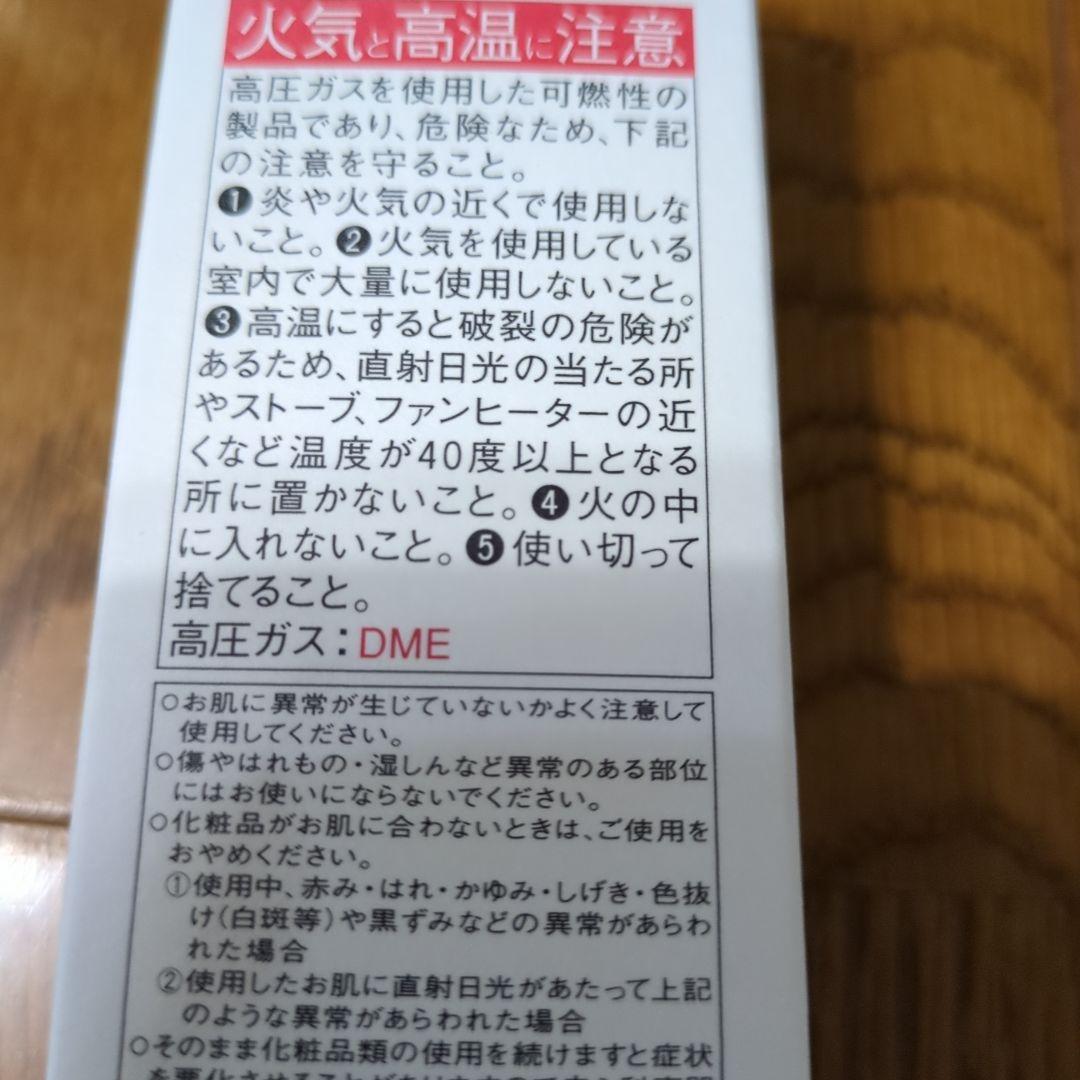 火気と高温に注意
高圧ガスを使用した可燃性の
製品であり、危険なため、下記
の注意を守ること。
❶炎や火気の近くで使用しな
いこと。❷火気を使用している
室内で大量に使用しないこと。
❸高温にすると破裂の危険が
あるため、直射日光の当たる所
やストーブ、ファンヒーターの近
くなど温度が40度以上となる
所に置かないこと。❹火の中
に入れないこと。❺使い切って
捨てること。
高圧ガス：DME
○お肌に異常が生じていないかよく注意して
使用してください。
○傷やはれもの・湿しんなど異常のある部位
にはお使いにならないでください。
○化粧品がお肌に合わないときは、ご使用を
おやめください。
①使用中、赤み・はれ・かゆみ・しげき・色抜
け(白斑等)や黒ずみなどの異常があらわ
れた場合
②使用したお肌に直射日光があたって上記
のような異常があらわれた場合
○そのまま化粧品類の使用を続けますと症状